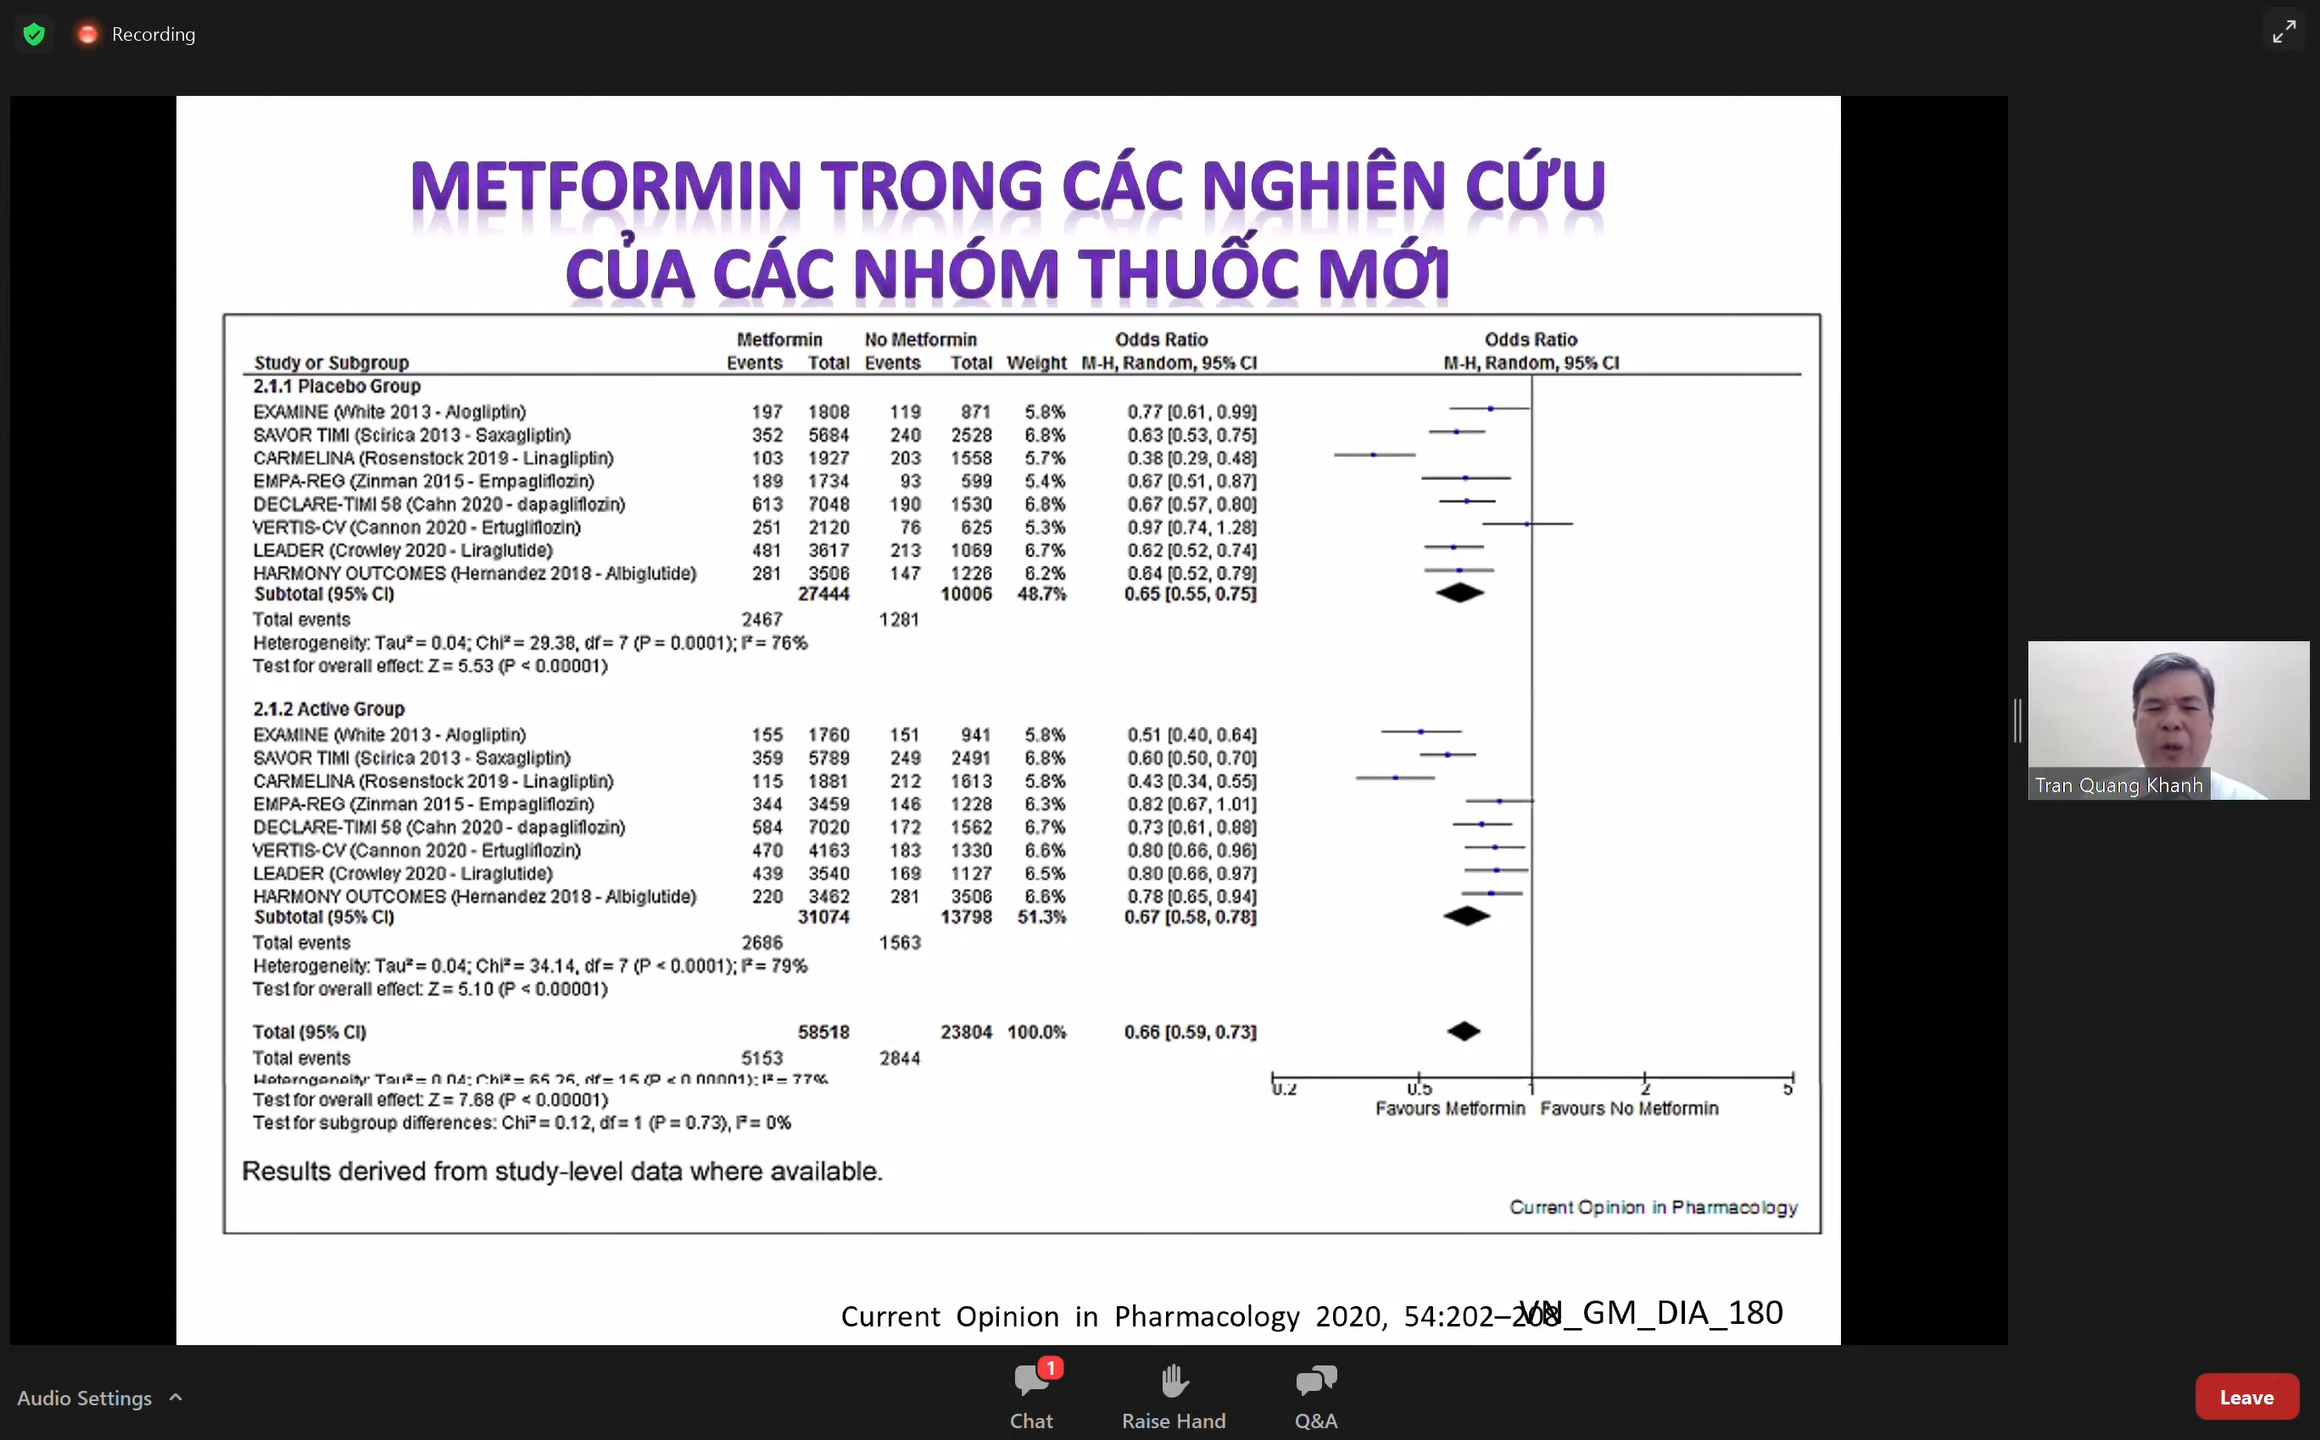 Recording
METFORMIN TRONG CÁC NGHIÊN CỨU
CỦA CÁC NHÓM THUỐC MỚI
Metformin No Metformin Odds Ratio Odds Ratio
Study or Subgroup Events Total Events Total Weight M-H, Random, 95% CI M-H, Random, 95% CI
2.1.1 Placebo Group
EXAMINE (White 2013 - Alogliptin) 197 1808 119 871 5.8% 0.77 [0.61, 0.99]
SAVOR TIMI (Scirica 2013 - Saxagliptin) 352 5684 240 2528 6.8% 0.63 [0.53, 0.75]
CARMELINA (Rosenstock 2019 - Linagliptin) 103 1927 203 1558 5.7% 0.38 [0.29, 0.48]
EMPA-REG (Zinman 2015 - Empagliflozin) 189 1734 93 599 5.4% 0.67 [0.51, 0.87]
DECLARE-TIMI 58 (Cahn 2020 - dapagliflozin) 613 7048 190 1530 6.8% 0.67 [0.57, 0.80]
VERTIS-CV (Cannon 2020 - Ertugliflozin) 251 2120 76 625 5.3% 0.97 [0.74, 1.28]
LEADER (Crowley 2020 - Liraglutide) 481 3617 213 1069 6.7% 0.62 [0.52, 0.74]
HARMONY OUTCOMES (Hernandez 2018 - Albiglutide) 281 3506 147 1226 6.2% 0.64 [0.52, 0.79]
Subtotal (95% CI) 27444 10006 48.7% 0.65 [0.55, 0.75]
Total events 2467 1281
Heterogeneity: Tau² = 0.04; Chi² = 29.38, df = 7 (P = 0.0001); I² = 76%
Test for overall effect: Z = 5.53 (P < 0.00001)
2.1.2 Active Group
EXAMINE (White 2013 - Alogliptin) 155 1760 151 941 5.8% 0.51 [0.40, 0.64]
SAVOR TIMI (Scirica 2013 - Saxagliptin) 359 5789 249 2491 6.8% 0.60 [0.50, 0.70]
CARMELINA (Rosenstock 2019 - Linagliptin) 115 1881 212 1613 5.8% 0.43 [0.34, 0.55]
EMPA-REG (Zinman 2015 - Empagliflozin) 344 3459 146 1228 6.3% 0.82 [0.67, 1.01]
DECLARE-TIMI 58 (Cahn 2020 - dapagliflozin) 584 7020 172 1562 6.7% 0.73 [0.61, 0.88]
VERTIS-CV (Cannon 2020 - Ertugliflozin) 470 4163 183 1330 6.6% 0.80 [0.66, 0.96]
LEADER (Crowley 2020 - Liraglutide) 439 3540 169 1127 6.5% 0.80 [0.66, 0.97]
HARMONY OUTCOMES (Hernandez 2018 - Albiglutide) 220 3462 281 3506 6.6% 0.78 [0.65, 0.94]
Subtotal (95% CI) 31074 13798 51.3% 0.67 [0.58, 0.78]
Total events 2686 1563
Heterogeneity: Tau² = 0.04; Chi² = 34.14, df = 7 (P < 0.0001); I² = 79%
Test for overall effect: Z = 5.10 (P < 0.00001)
Total (95% CI) 58518 23804 100.0% 0.66 [0.59, 0.73]
Total events 5153 2844
Heterogeneity: Tau² = 0.04; Chi² = 65.25, df = 15 (P < 0.00001); I² = 77%
0.2 0.5 1 2 5
Test for overall effect: Z = 7.68 (P < 0.00001)
Favours Metformin Favours No Metformin
Test for subgroup differences: Chi² = 0.12, df = 1 (P = 0.73), I² = 0%
Results derived from study-level data where available.
Current Opinion in Pharmacology
Current Opinion in Pharmacology 2020, 54:202–208
VN_GM_DIA_180
Tran Quang Khanh
Audio Settings
1
Chat
Raise Hand
Q&A
Leave